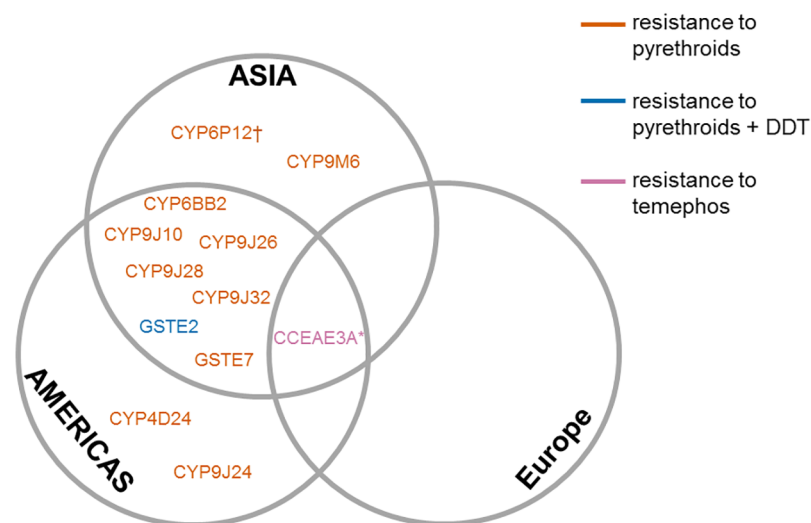 ASIA
CYP6P12†
CYP9M6
CYP6BB2
CYP9J10
CYP9J26
CYP9J28
CYP9J32
GSTE2
CCEAE3A*
GSTE7
CYP4D24
CYP9J24
AMERICAS
Europe
resistance to
pyrethroids
resistance to
pyrethroids + DDT
resistance to
temephos